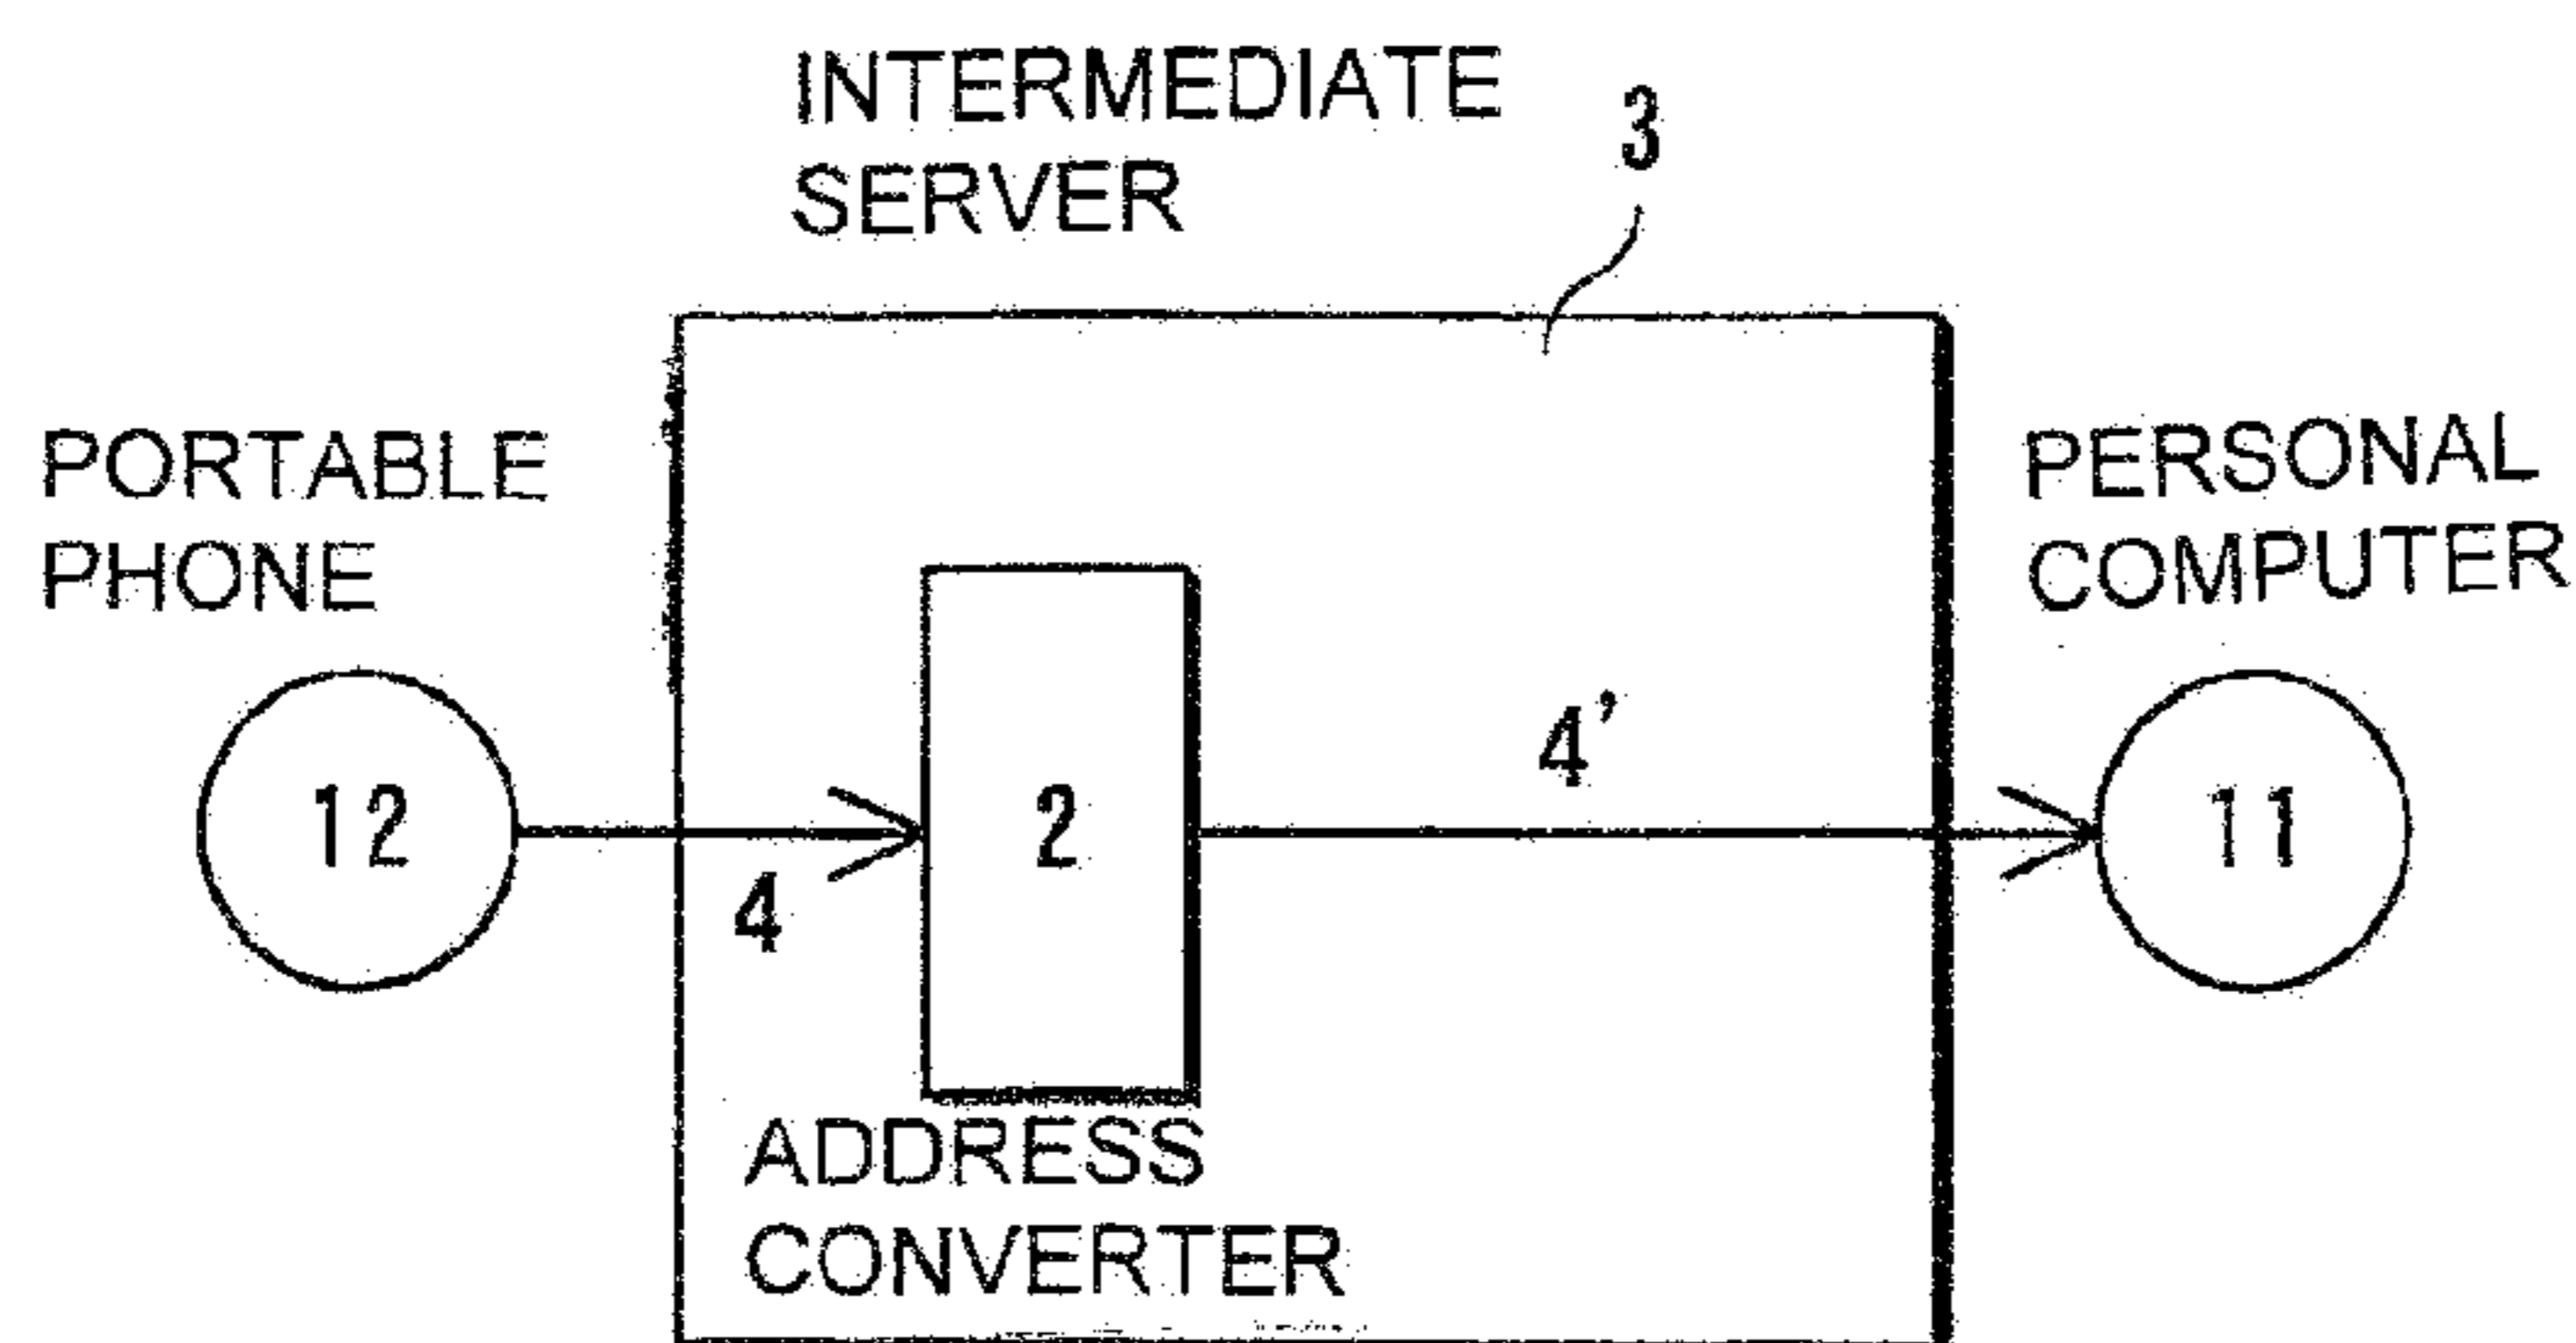 INTERMEDIATE
SERVER
3
PORTABLE
PHONE
PERSONAL
COMPUTER
12
4
2
4'
11
ADDRESS
CONVERTER